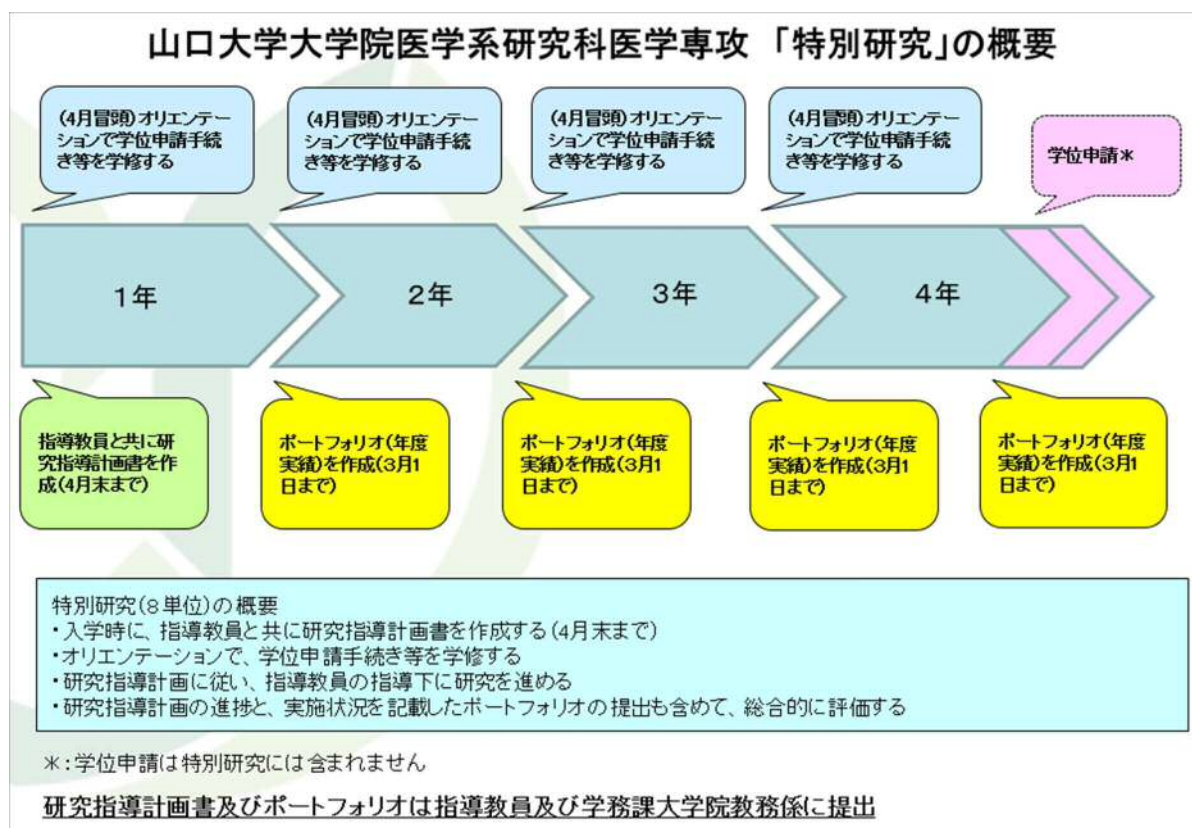 山口大学大学院医学系研究科医学専攻 「特別研究」の概要
(4月冒頭)オリエンテー
ションで学位申請手続
き等を学修する
(4月冒頭)オリエンテー
ションで学位申請手続
き等を学修する
(4月冒頭)オリエンテー
ションで学位申請手続
き等を学修する
(4月冒頭)オリエンテー
ションで学位申請手続
き等を学修する
学位申請＊
1年
2年
3年
4年
指導教員と共に研
究指導計画書を作
成(4月末まで)
ポートフォリオ(年度
実績)を作成(3月1
日まで)
ポートフォリオ(年度
実績)を作成(3月1
日まで)
ポートフォリオ(年度
実績)を作成(3月1
日まで)
ポートフォリオ(年度
実績)を作成(3月1
日まで)
特別研究(8単位)の概要
・入学時に、指導教員と共に研究指導計画書を作成する(4月末まで)
・オリエンテーションで、学位申請手続き等を学修する
・研究指導計画に従い、指導教員の指導下に研究を進める
・研究指導計画の進捗と、実施状況を記載したポートフォリオの提出も含めて、総合的に評価する
＊:学位申請は特別研究には含まれません
研究指導計画書及びポートフォリオは指導教員及び学務課大学院教務係に提出